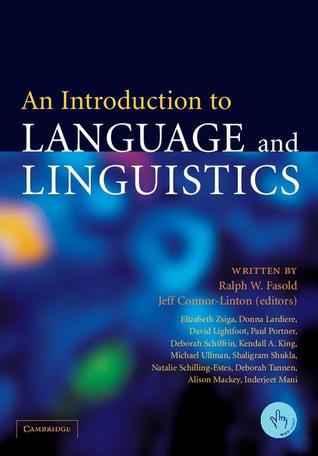 An Introduction to
LANGUAGE and
LINGUISTICS
WRITTEN BY
Ralph W. Fasold
Jeff Connor-Linton (editors)
Elizabeth Zsiga, Donna Lardiere,
David Lightfoot, Paul Portner,
Deborah Schiffrin, Kendall A. King,
Michael Ullman, Shaligram Shukla,
Natalie Schilling-Estes, Deborah Tannen,
Alison Mackey, Inderjeet Mani
CAMBRIDGE